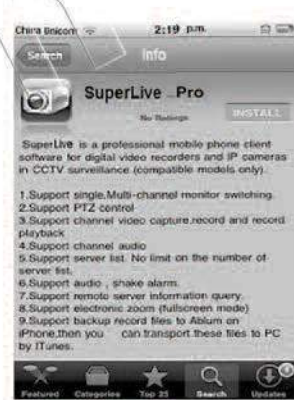 China Unicom 2:19 p.m.
Search Info
SuperLive Pro
No Ratings INSTALL
SuperLive is a professional mobile phone client
software for digital video recorders and IP cameras
in CCTV surveillance.(compatible models only).
1.Support single,Multi-channel monitor switching.
2.Support PTZ control
3.Support channel video capture,record and record
playback
4.Support channel audio
5.Support server list. No limit on the number of
server list.
6.Support audio , shake alarm.
7.Support remote server information query.
8.Support electronic zoom (fullscreen mode)
9.Support backup record files to Ablum on
iPhone,then you can transport these files to PC
by ITunes.
Featured Categories Top 25 Search Updates